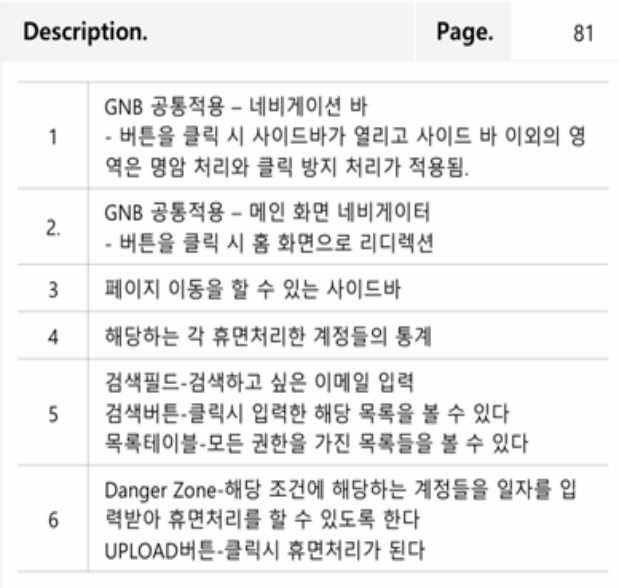 Description. Page. 81
1 GNB 공통적용 – 네비게이션 바
- 버튼을 클릭 시 사이드바가 열리고 사이드 바 이외의 영
역은 명암 처리와 클릭 방지 처리가 적용됨.
2. GNB 공통적용 – 메인 화면 네비게이터
- 버튼을 클릭 시 홈 화면으로 리디렉션
3 페이지 이동을 할 수 있는 사이드바
4 해당하는 각 휴면처리한 계정들의 통계
5 검색필드-검색하고 싶은 이메일 입력
검색버튼-클릭시 입력한 해당 목록을 볼 수 있다
목록테이블-모든 권한을 가진 목록들을 볼 수 있다
6 Danger Zone-해당 조건에 해당하는 계정들을 일자를 입
력받아 휴면처리를 할 수 있도록 한다
UPLOAD버튼-클릭시 휴면처리가 된다